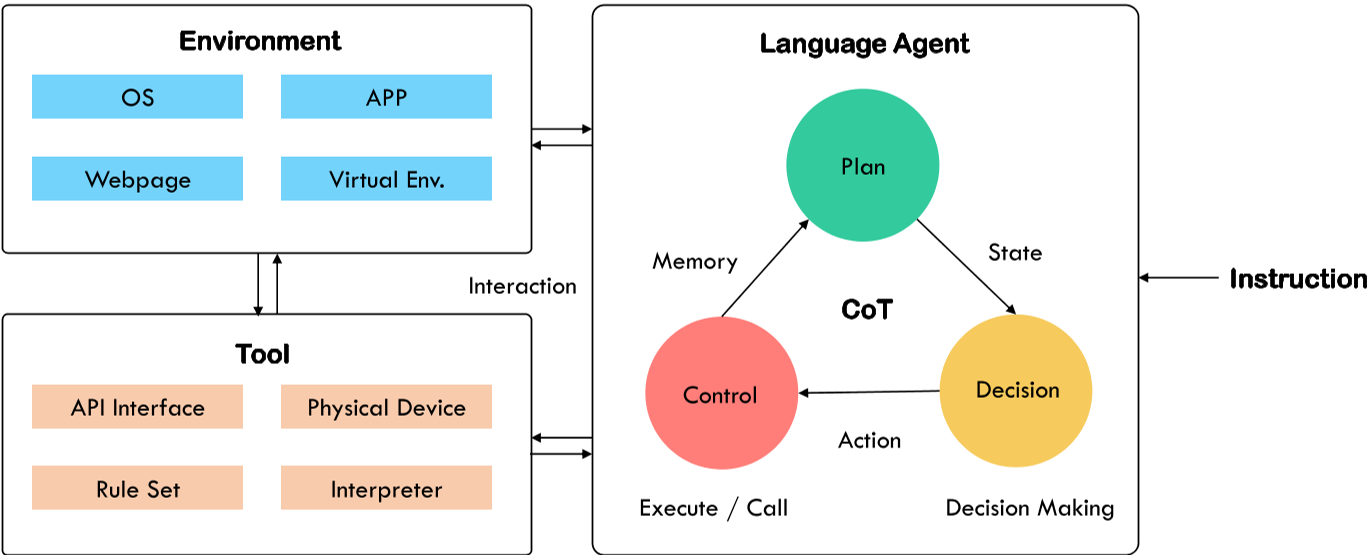 Environment
OS
APP
Webpage
Virtual Env.
Interaction
Tool
API Interface
Physical Device
Rule Set
Interpreter
Language Agent
Plan
Memory
State
CoT
Control
Decision
Action
Execute / Call
Decision Making
Instruction